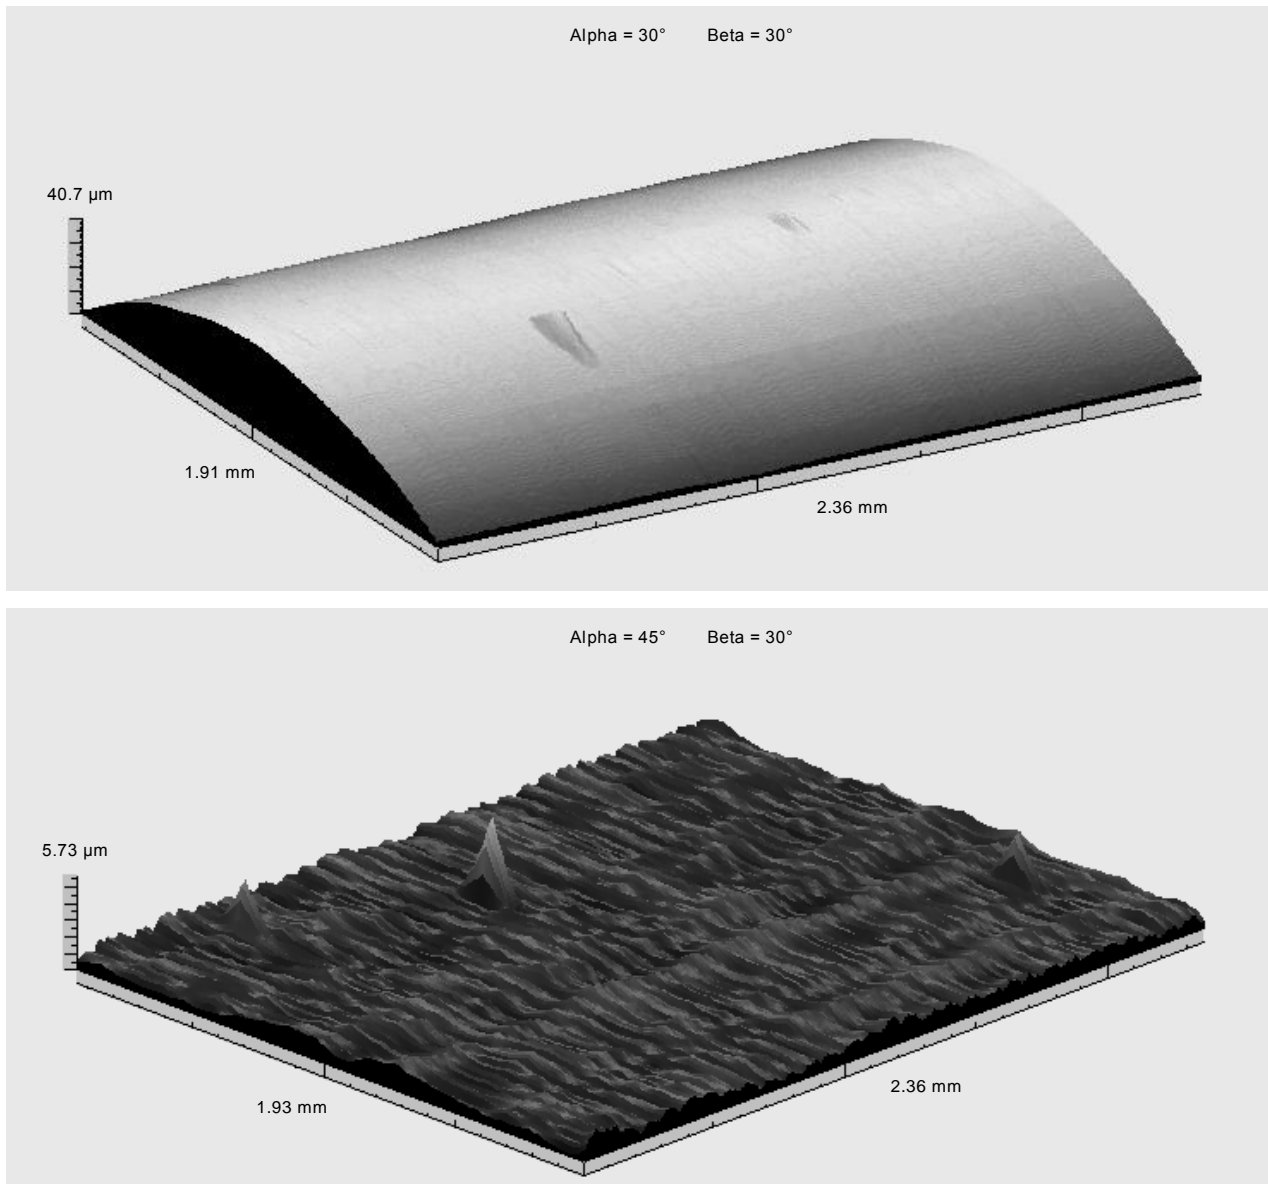 Alpha = 30° Beta = 30°
40.7 µm
1.91 mm
2.36 mm
Alpha = 45° Beta = 30°
5.73 µm
2.36 mm
1.93 mm